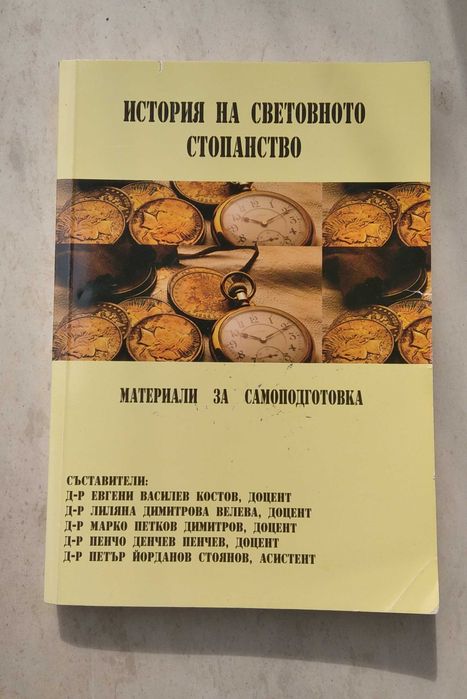 ИСТОРИЯ НА СВЕТОВНОТО
СТОПАНСТВО
МАТЕРИАЛИ ЗА САМОПОДГОТОВКА
СЪСТАВИТЕЛИ:
Д-Р ЕВГЕНИ ВАСИЛЕВ КОСТОВ, ДОЦЕНТ
Д-Р ЛИЛЯНА ДИМИТРОВА ВЕЛЕВА, ДОЦЕНТ
Д-Р МАРКО ПЕТКОВ ДИМИТРОВ, ДОЦЕНТ
Д-Р ПЕНЧО ДЕНЧЕВ ПЕНЧЕВ, ДОЦЕНТ
Д-Р ПЕТЪР ЙОРДАНОВ СТОЯНОВ, АСИСТЕНТ